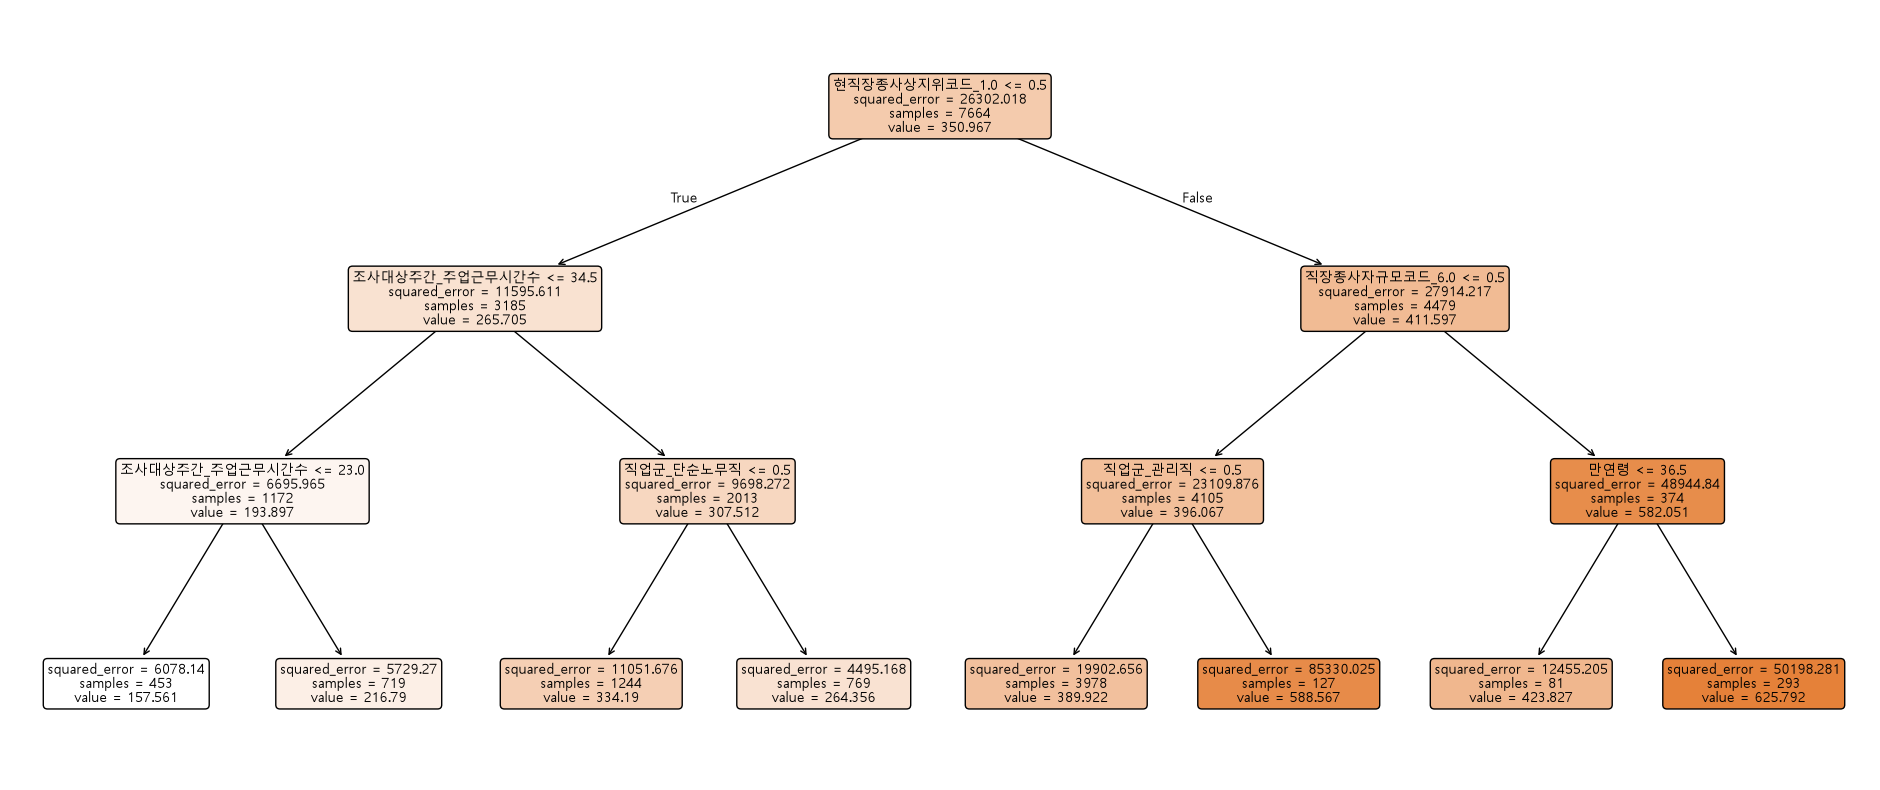 현직장종사상지위코드_1.0 <= 0.5
squared_error = 26302.018
samples = 7664
value = 350.967
True
False
조사대상주간_주업근무시간수 <= 34.5
squared_error = 11595.611
samples = 3185
value = 265.705
직장종사자규모코드_6.0 <= 0.5
squared_error = 27914.217
samples = 4479
value = 411.597
조사대상주간_주업근무시간수 <= 23.0
squared_error = 6695.965
samples = 1172
value = 193.897
직업군_단순노무직 <= 0.5
squared_error = 9698.272
samples = 2013
value = 307.512
직업군_관리직 <= 0.5
squared_error = 23109.876
samples = 4105
value = 396.067
만연령 <= 36.5
squared_error = 48944.84
samples = 374
value = 582.051
squared_error = 6078.14
samples = 453
value = 157.561
squared_error = 5729.27
samples = 719
value = 216.79
squared_error = 11051.676
samples = 1244
value = 334.19
squared_error = 4495.168
samples = 769
value = 264.356
squared_error = 19902.656
samples = 3978
value = 389.922
squared_error = 85330.025
samples = 127
value = 588.567
squared_error = 12455.205
samples = 81
value = 423.827
squared_error = 50198.281
samples = 293
value = 625.792